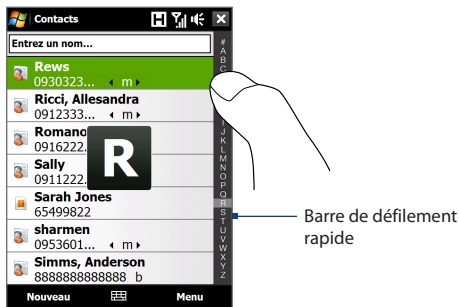 Contacts
H
Entrez un nom...
Rews
0930323... m
Ricci, Allesandra
0912333... m
Romano
0916222.
Sally
0911222.
Sarah Jones
65499822
sharmen
0953601... m
Simms, Anderson
8888888888888 b
R
#
A
B
C
I
J
K
L
M
N
O
P
Q
R
S
T
U
V
W
X
Y
Z
Nouveau
Menu
Barre de défilement
rapide